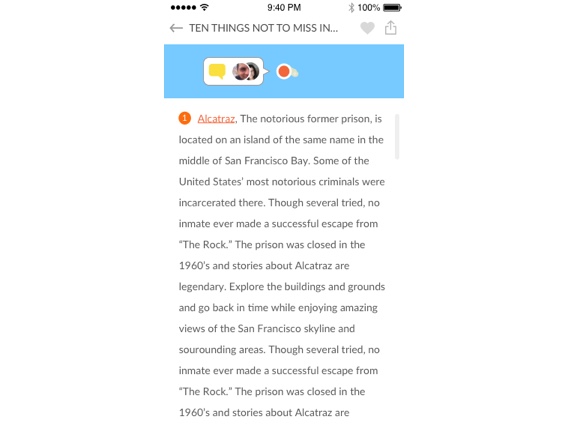 9:40 PM
100%
TEN THINGS NOT TO MISS IN...
1 Alcatraz, The notorious former prison, is
located on an island of the same name in the
middle of San Francisco Bay. Some of the
United States' most notorious criminals were
incarcerated there. Though several tried, no
inmate ever made a successful escape from
“The Rock.” The prison was closed in the
1960's and stories about Alcatraz are
legendary. Explore the buildings and grounds
and go back in time while enjoying amazing
views of the San Francisco skyline and
sourounding areas. Though several tried, no
inmate ever made a successful escape from
“The Rock.” The prison was closed in the
1960's and stories about Alcatraz are